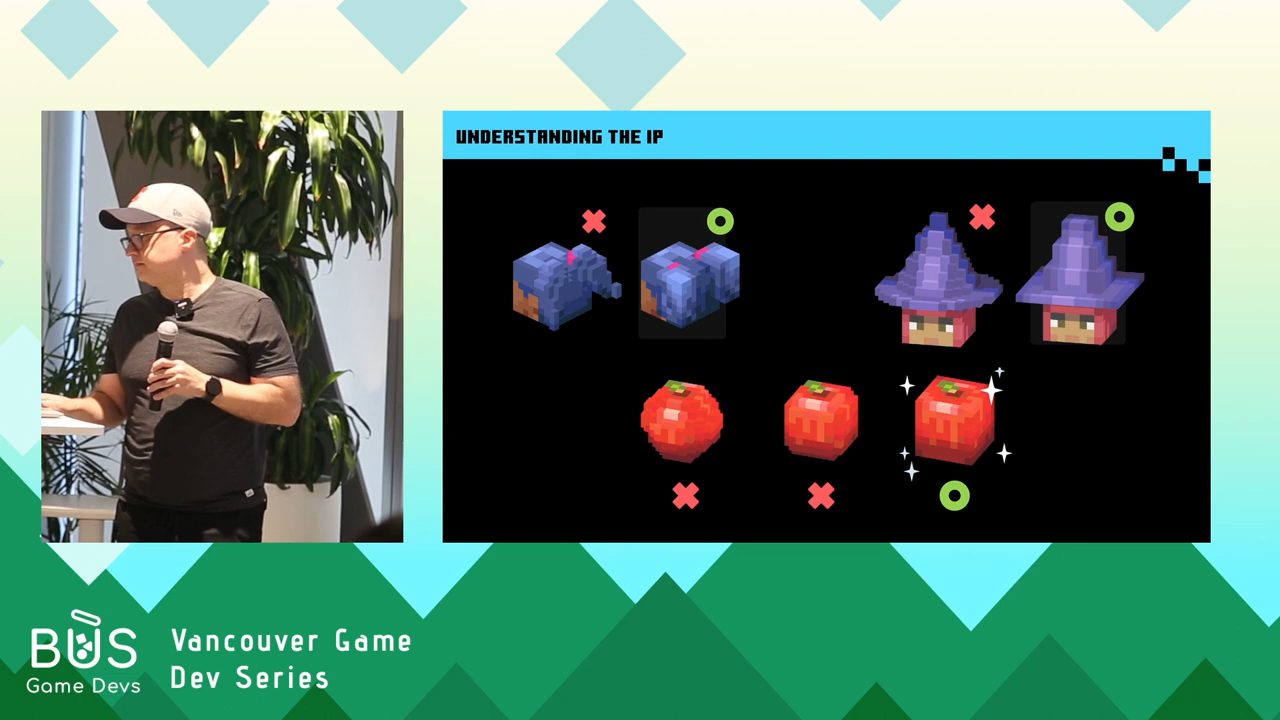 UNDERSTANDING THE IP
BUS
Game Devs
Vancouver Game
Dev Series